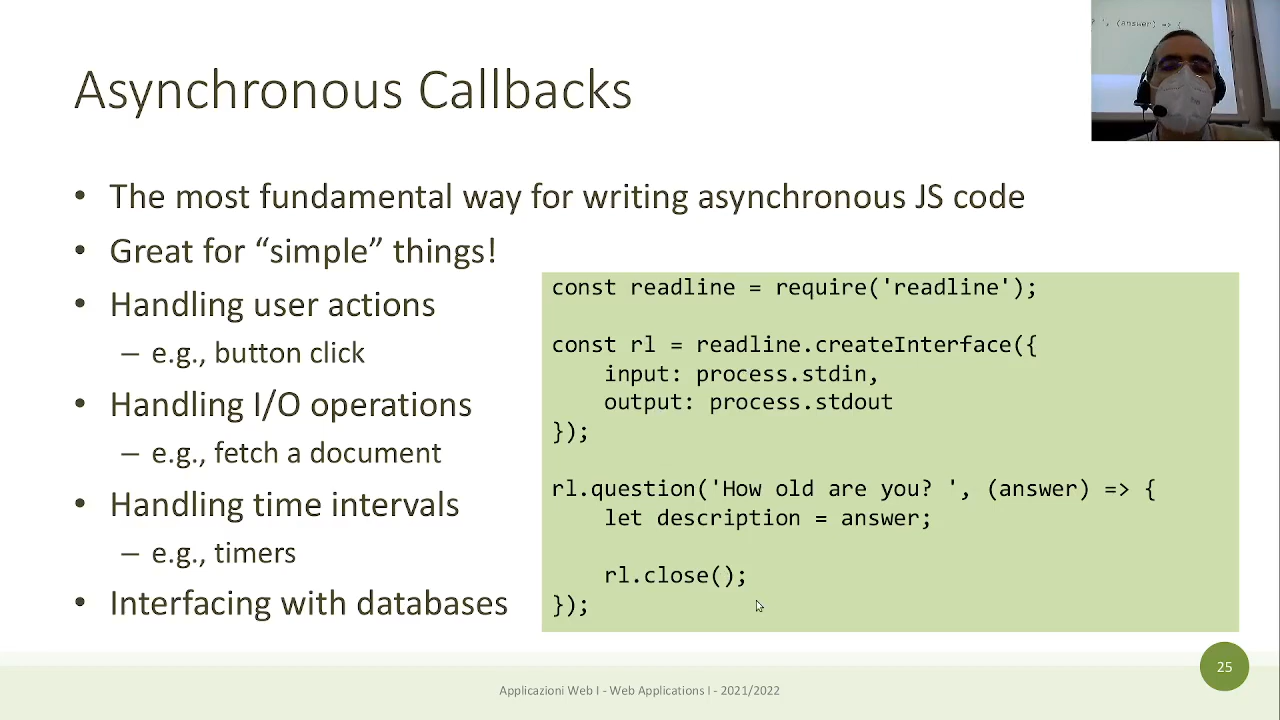 ? ', (answer) => {
Asynchronous Callbacks
• The most fundamental way for writing asynchronous JS code
• Great for “simple” things!
• Handling user actions
– e.g., button click
• Handling I/O operations
– e.g., fetch a document
• Handling time intervals
– e.g., timers
• Interfacing with databases
const readline = require('readline');
const rl = readline.createInterface({
    input: process.stdin,
    output: process.stdout
});
rl.question('How old are you? ', (answer) => {
    let description = answer;
    rl.close();
});
25
Applicazioni Web I - Web Applications I - 2021/2022